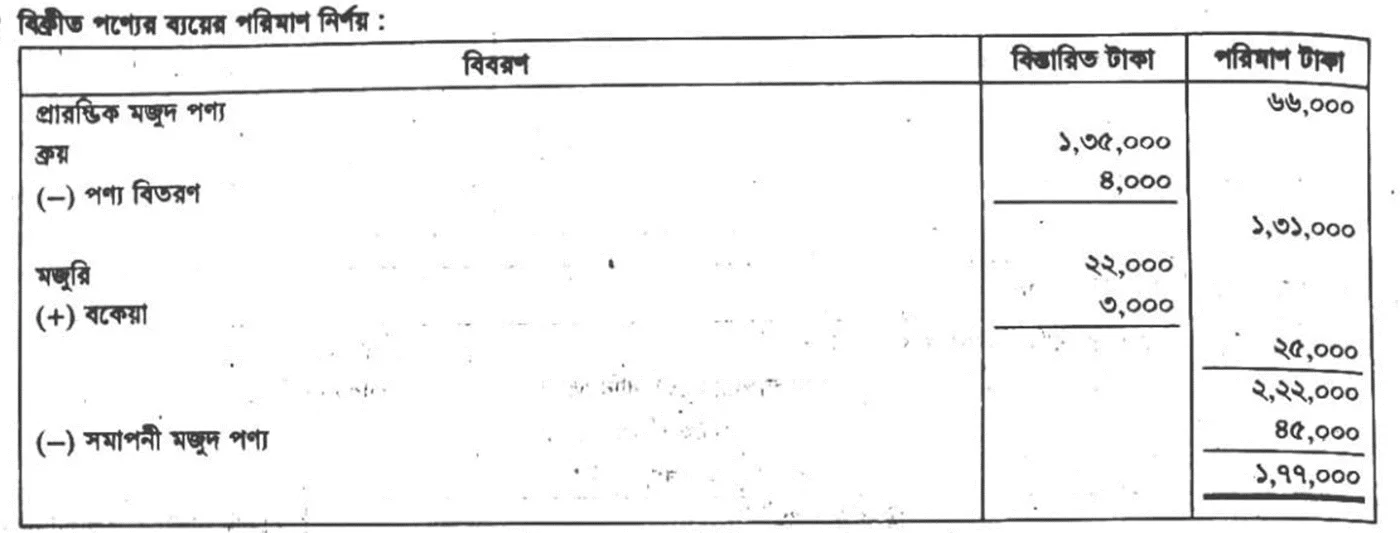 বিক্রীত পণ্যের ব্যয়ের পরিমাণ নির্ণয় :
বিবরণ বিস্তারিত টাকা পরিমাণ টাকা
প্রারম্ভিক মজুদ পণ্য ৬৬,০০০
ক্রয় ১,৩৫,০০০
(–) পণ্য বিতরণ ৪,০০০
১,৩১,০০০
মজুরি ২২,০০০
(+) বকেয়া ৩,০০০
২৫,০০০
২,২২,০০০
(–) সমাপনী মজুদ পণ্য ৪৫,০০০
১,৭৭,০০০